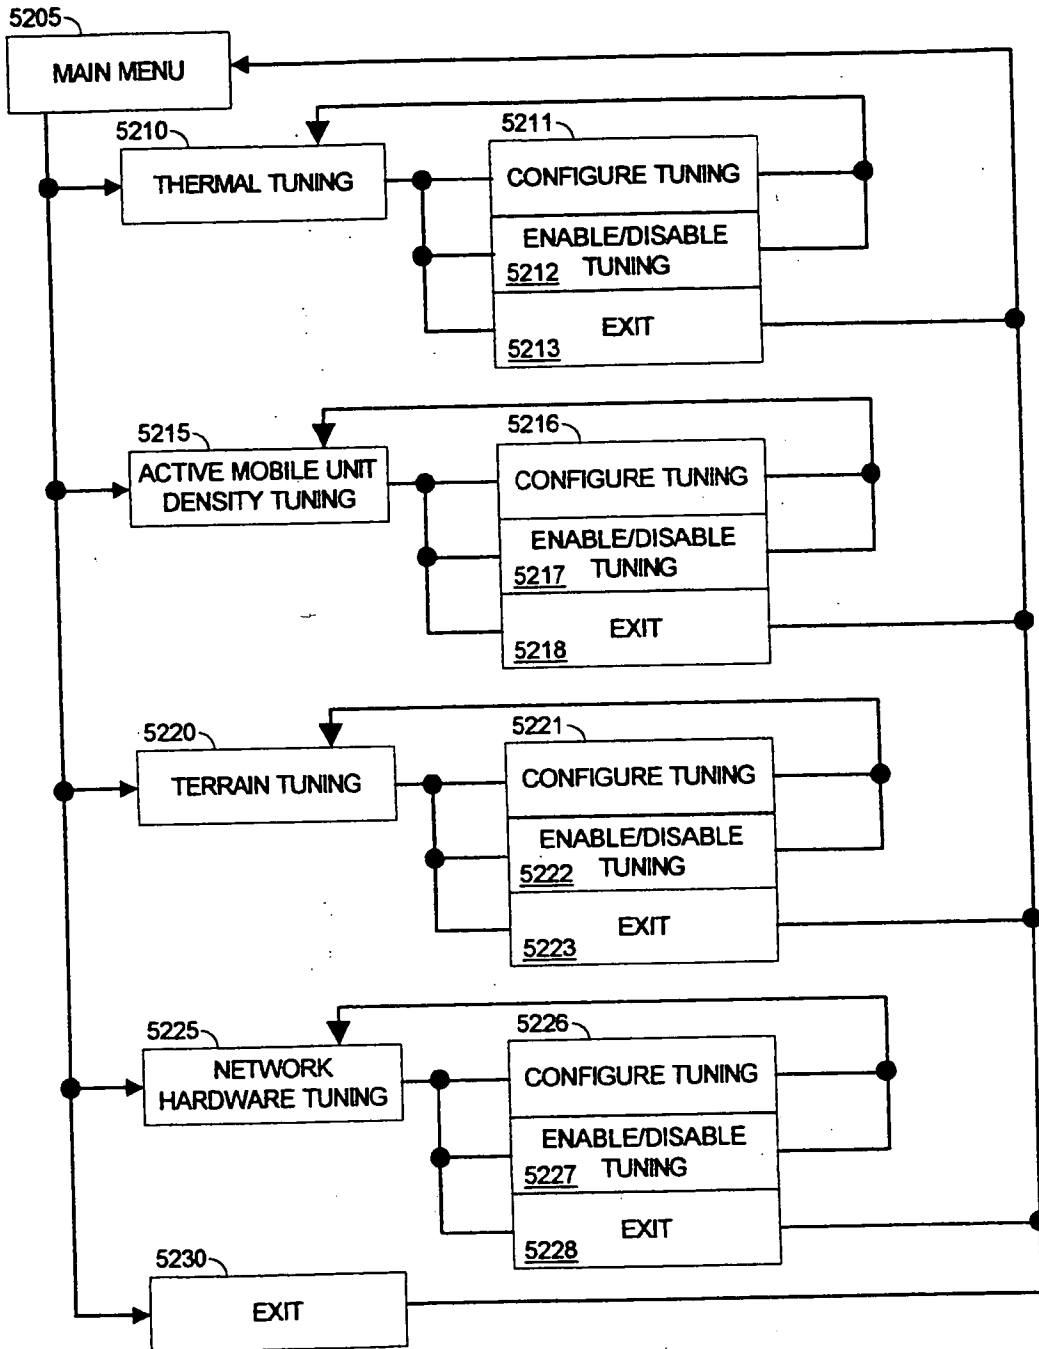 5205
MAIN MENU
5210
THERMAL TUNING
5211
CONFIGURE TUNING
ENABLE/DISABLE
5212 TUNING
EXIT
5213
5215
ACTIVE MOBILE UNIT
DENSITY TUNING
5216
CONFIGURE TUNING
ENABLE/DISABLE
5217 TUNING
EXIT
5218
5220
TERRAIN TUNING
5221
CONFIGURE TUNING
ENABLE/DISABLE
5222 TUNING
EXIT
5223
5225
NETWORK
HARDWARE TUNING
5226
CONFIGURE TUNING
ENABLE/DISABLE
5227 TUNING
EXIT
5228
5230
EXIT